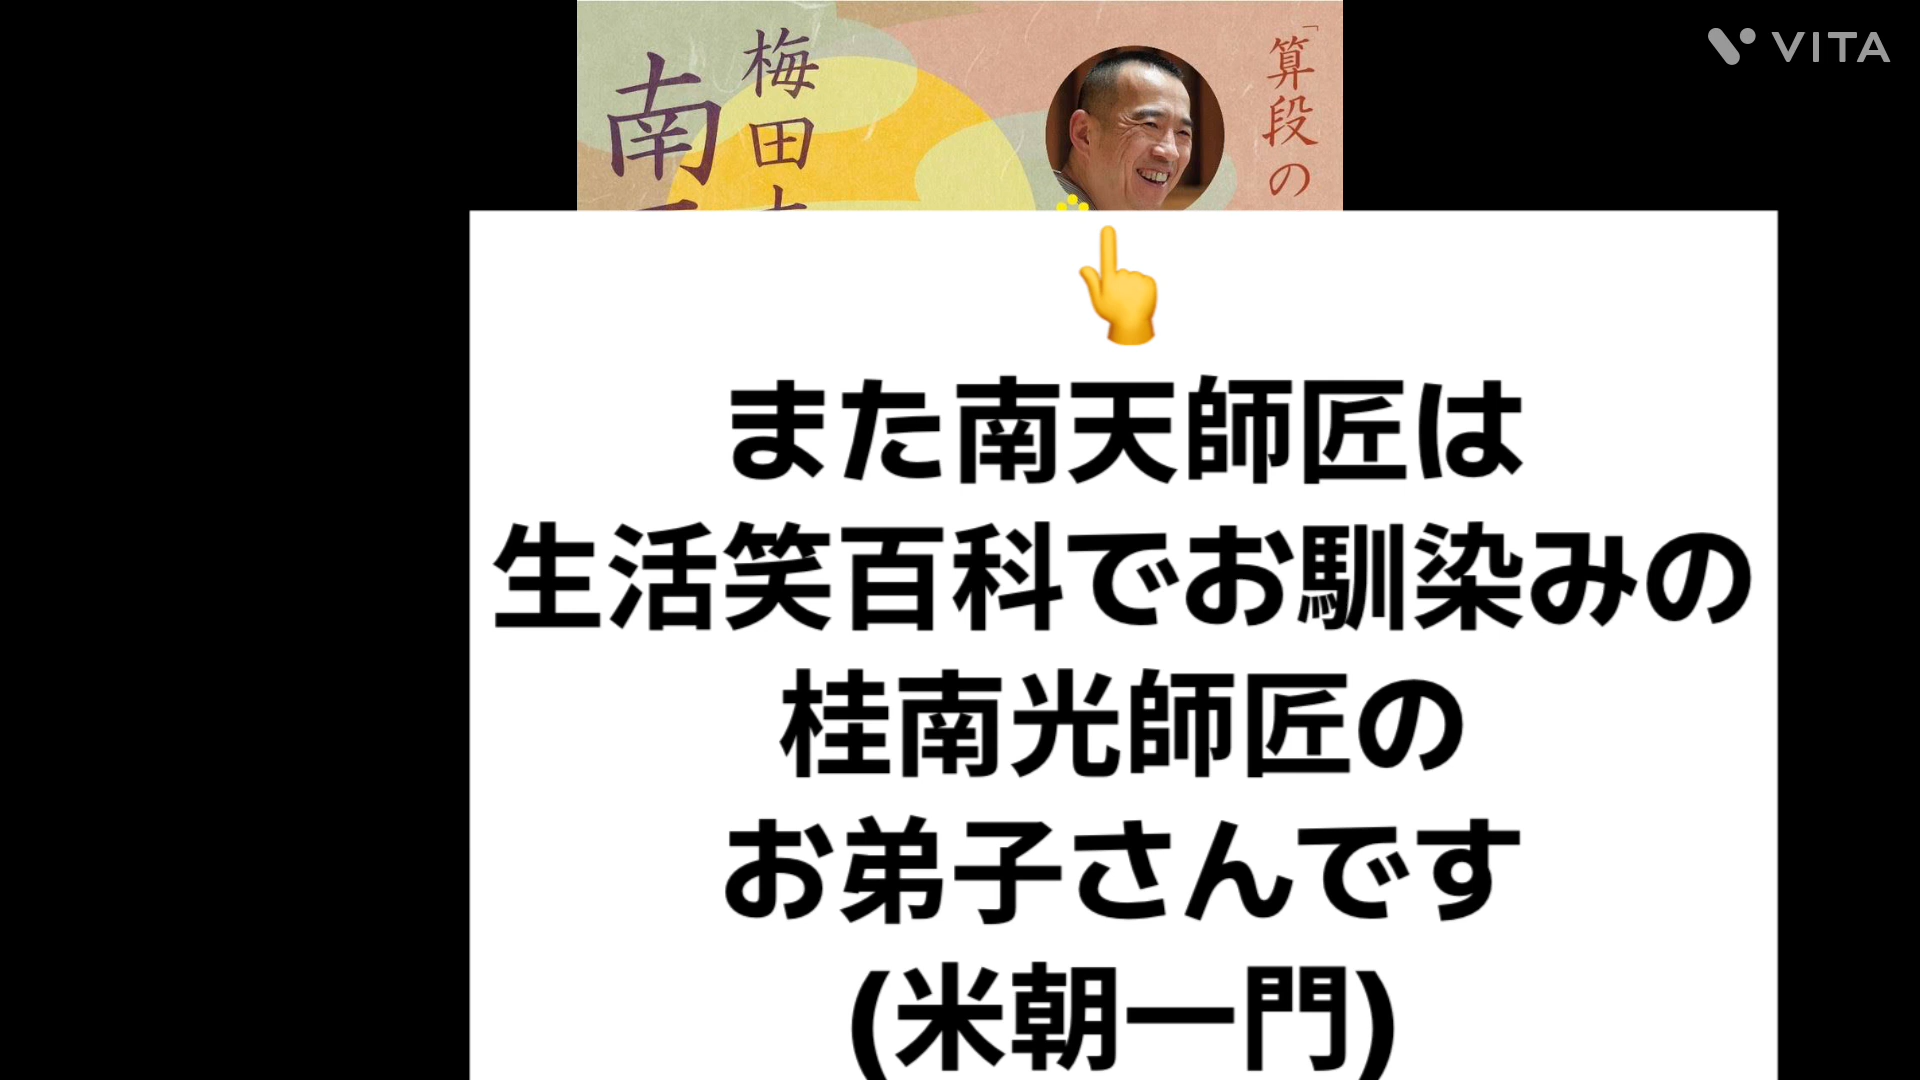 「算段の
梅田
南
VITA
また南天師匠は
生活笑百科でお馴染みの
桂南光師匠の
お弟子さんです
(米朝一門)